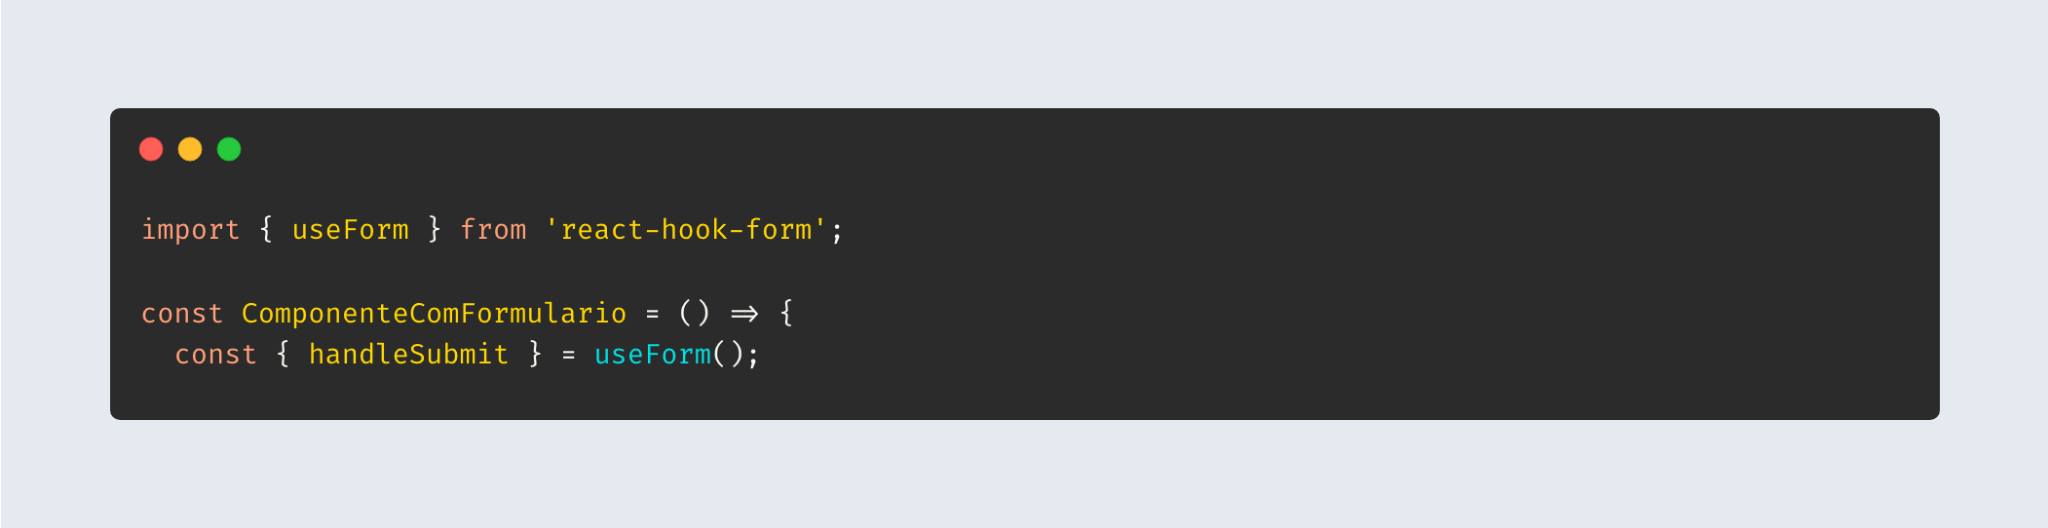 import { useForm } from 'react-hook-form';
const ComponenteComFormulario = () => {
const { handleSubmit } = useForm();